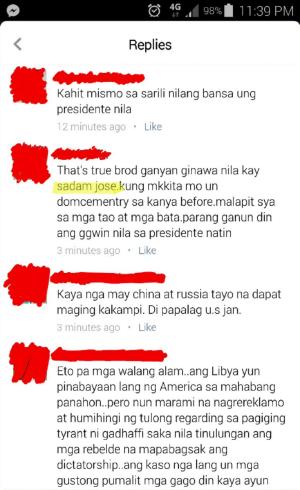 4G 98% 11:39 PM
Replies
Kahit mismo sa sarili nilang bansa ung
presidente nila
12 minutes ago • Like
That's true brod ganyan ginawa nila kay
sadam jose.kung mkkita mo un
domcementry sa kanya before.malapit sya
sa mga tao at mga bata.parang ganun din
ang ggwin nila sa presidente natin
3 minutes ago • Like
Kaya nga may china at russia tayo na dapat
maging kakampi. Di papalag u.s jan.
3 minutes ago • Like
Eto pa mga walang alam..ang Libya yun
pinabayaan lang ng America sa mahabang
panahon..pero nun marami na nagrereklamo
at humihingi ng tulong regarding sa pagiging
tyrant ni gadhaffi saka nila tinulungan ang
mga rebelde na mapabagsak ang
dictatorship..ang kaso nga lang un mga
gustong pumalit mga gago din kaya ayun